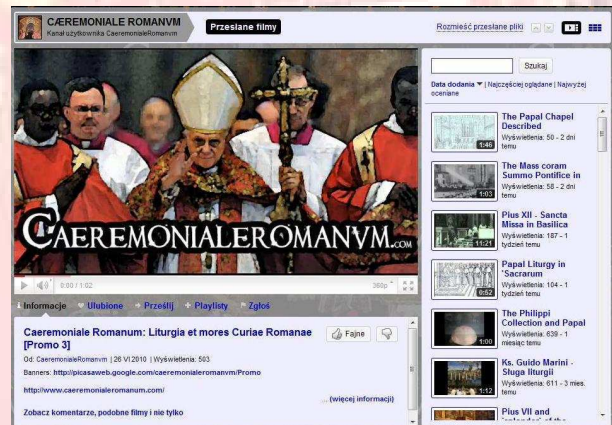 CÆREMONIALE ROMANVM
Kanał użytkownika CaeremonialeRomanvm
Przesłane filmy
Rozmieść przesłane pliki
CAEREMONIALEROMANVM.COM
0:00 / 1:02
360p
Informacje
Ulubione
Prześlij
Playlisty
Zgłoś
Caeremoniale Romanum: Liturgia et mores Curiae Romanae
[Promo 3]
Fajne
Od: CaeremonialeRomanvm | 26 VI 2010 | Wyświetlenia: 503
Banners: http://picasaweb.google.com/caeremonialeromanvm/Promo
http://www.caeremonialeromanum.com/
... (więcej informacji)
Zobacz komentarze, podobne filmy i nie tylko
Szukaj
Data dodania | Najczęściej oglądane | Najwyżej
oceniane
1:46
The Papal Chapel
Described
Wyświetlenia: 50 - 2 dni
temu
1:03
The Mass coram
Summo Pontifice in
Wyświetlenia: 58 - 2 dni
temu
11:21
Pius XII - Sancta
Missa in Basilica
Wyświetlenia: 187 - 1
tydzień temu
0:52
Papal Liturgy in
'Sacrarum
Wyświetlenia: 104 - 1
tydzień temu
1:00
The Philippi
Collection and Papal
Wyświetlenia: 639 - 1
miesiąc temu
1:12
Ks. Guido Marini -
Sługa liturgii
Wyświetlenia: 611 - 3 mies.
temu
Pius VII and